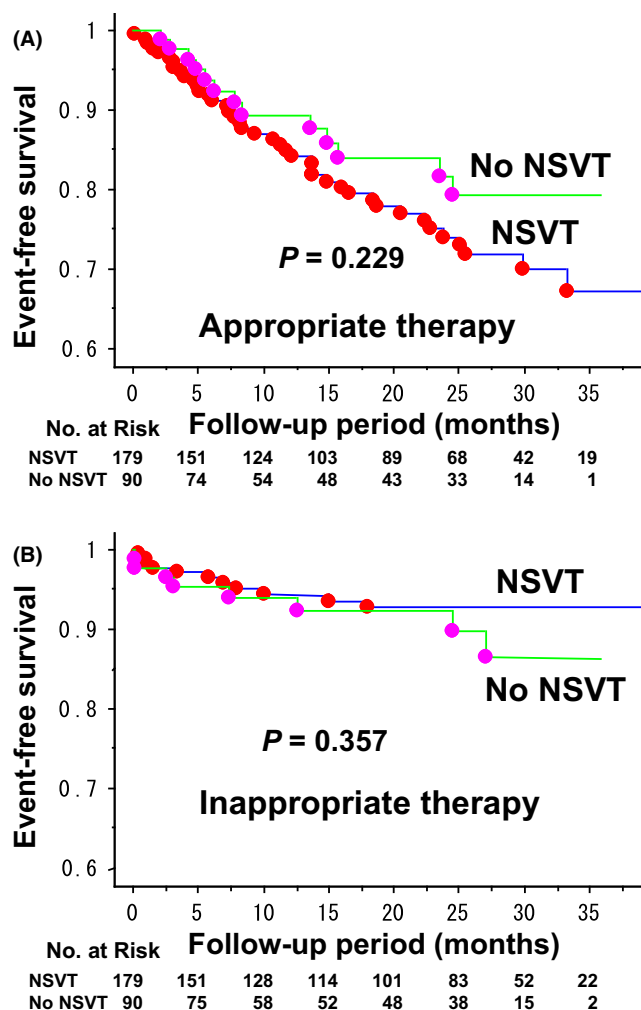 (A)
Event-free survival
1
0.9
0.8
0.7
0.6
No NSVT
NSVT
P = 0.229
Appropriate therapy
0 5 10 15 20 25 30 35
No. at Risk Follow-up period (months)
NSVT 179 151 124 103 89 68 42 19
No NSVT 90 74 54 48 43 33 14 1
(B)
Event-free survival
1
0.9
0.8
0.7
0.6
NSVT
No NSVT
P = 0.357
Inappropriate therapy
0 5 10 15 20 25 30 35
No. at Risk Follow-up period (months)
NSVT 179 151 128 114 101 83 52 22
No NSVT 90 75 58 52 48 38 15 2